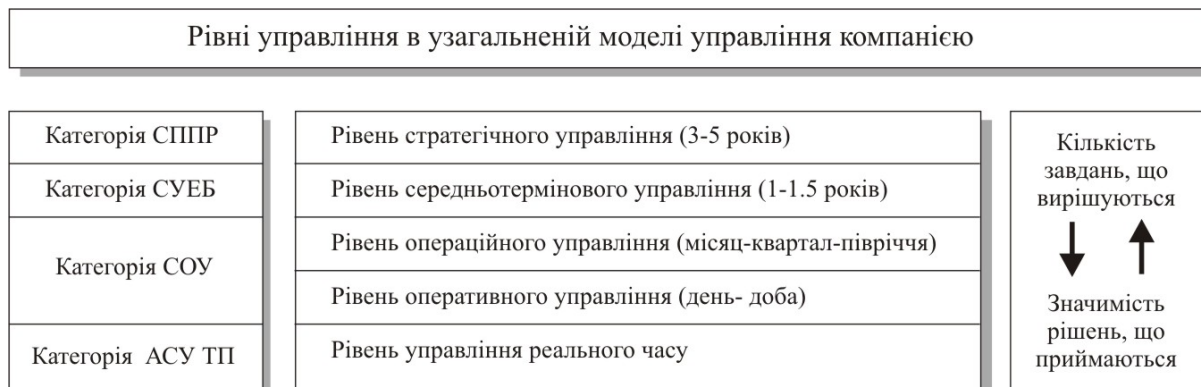 Рівні управління в узагальненій моделі управління компанією
Категорія СППР
Рівень стратегічного управління (3-5 років)
Категорія СУЕБ
Рівень середньотермінового управління (1-1.5 років)
Категорія СОУ
Рівень операційного управління (місяць-квартал-півріччя)
Рівень оперативного управління (день- доба)
Категорія АСУ ТП
Рівень управління реального часу
Кількість
завдань, що
вирішуються
Значимість
рішень, що
приймаються